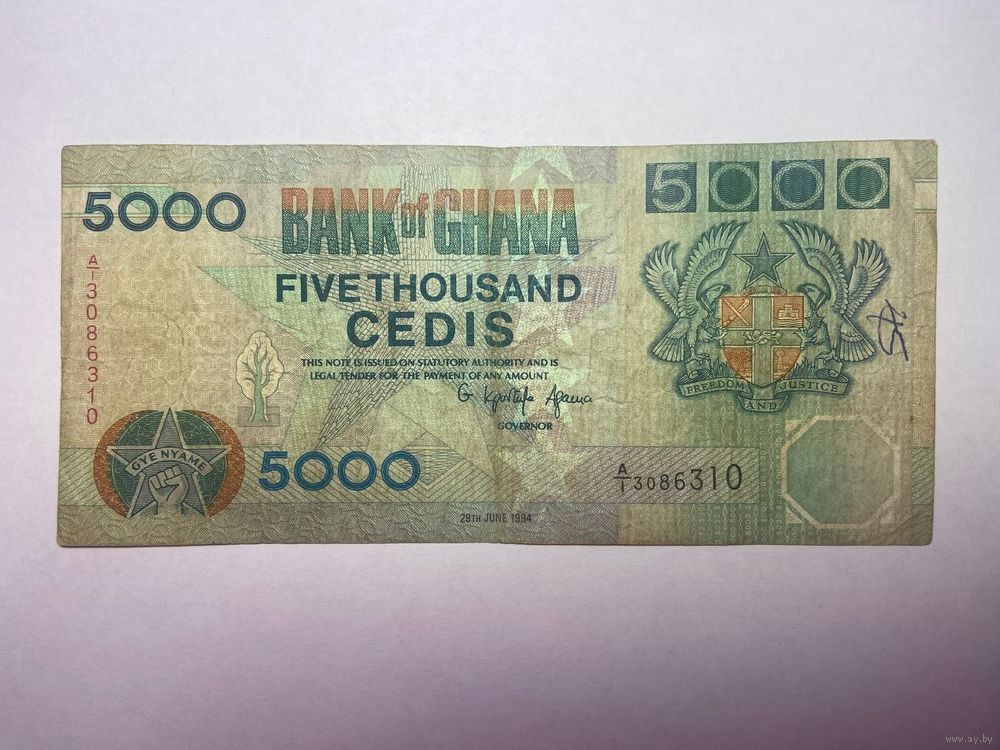 5000
BANK of GHANA
5000
FIVE THOUSAND
CEDIS
THIS NOTE IS ISSUED ON STATUTORY AUTHORITY AND IS
LEGAL TENDER FOR THE PAYMENT OF ANY AMOUNT
GOVERNOR
A/1 3086310
FREEDOM AND JUSTICE
GYE NYAME
5000
A/1 3086310
29TH JUNE 1994
www.ay.by